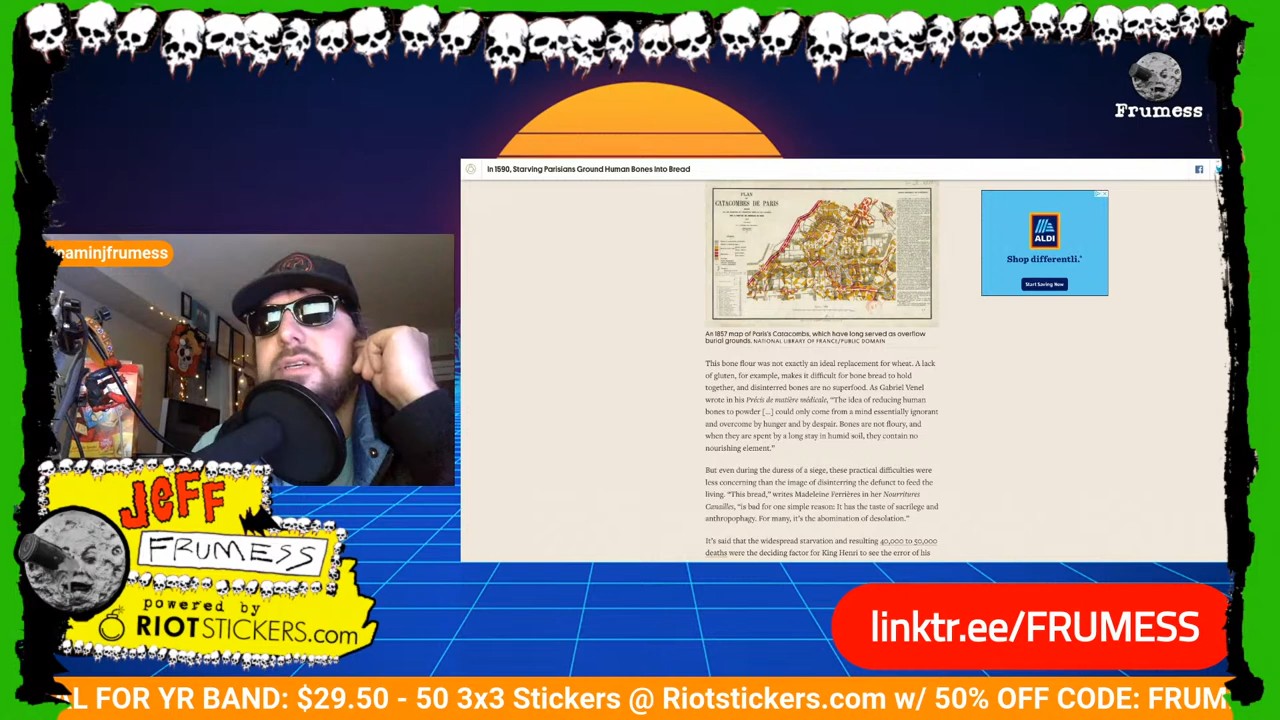 Frumess
In 1590, Starving Parisians Ground Human Bones Into Bread
PLAN
CATACOMBES DE PARIS
ALDI
Shop differentli.
Start Saving Now
naminjfrumess
An 1857 map of Paris's Catacombs, which have long served as overflow
burial grounds. NATIONAL LIBRARY OF FRANCE/PUBLIC DOMAIN
This bone flour was not exactly an ideal replacement for wheat. A lack
of gluten, for example, makes it difficult for bone bread to hold
together, and disinterred bones are no superfood. As Gabriel Venel
wrote in his Précis de matière médicale, “The idea of reducing human
bones to powder [...] could only come from a mind essentially ignorant
and overcome by hunger and by despair. Bones are not floury, and
when they are spent by a long stay in humid soil, they contain no
nourishing element.”
But even during the duress of a siege, these practical difficulties were
less concerning than the image of disinterring the defunct to feed the
living. “This bread,” writes Madeleine Ferrières in her Nourritures
Canailles, “is bad for one simple reason: It has the taste of sacrilege and
anthropophagy. For many, it's the abomination of desolation.”
It's said that the widespread starvation and resulting 40,000 to 50,000
deaths were the deciding factor for King Henri to see the error of his
JEFF
FRUMESS
powered by
RIOTSTICKERS.com
linktr.ee/FRUMESS
L FOR YR BAND: $29.50 - 50 3x3 Stickers @ Riotstickers.com w/ 50% OFF CODE: FRUM